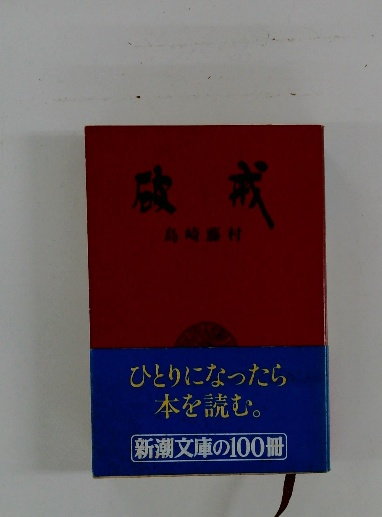 破戒
島崎藤村
ひとりになったら
本を読む。
新潮文庫の100冊